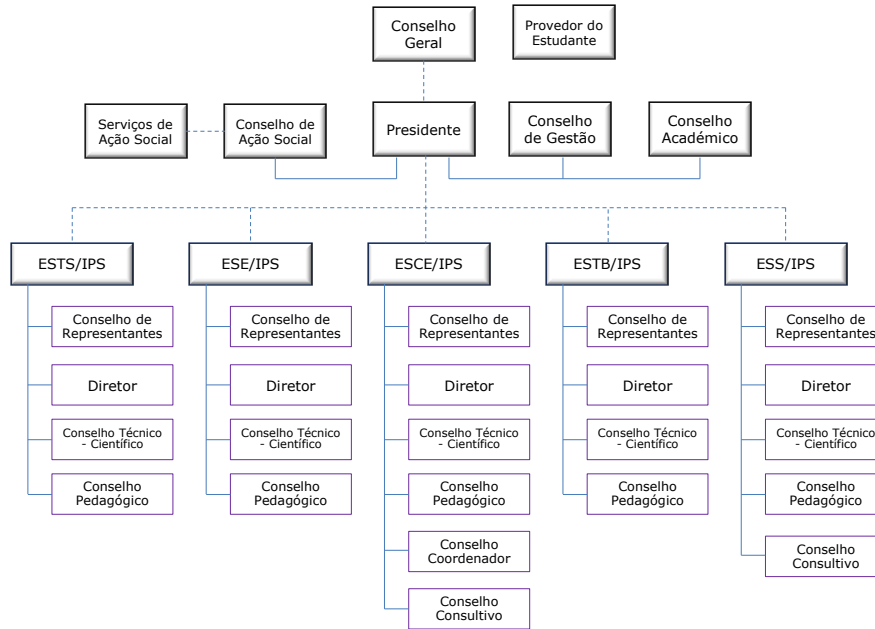 Conselho
Geral
Provedor do
Estudante
Serviços de
Ação Social
Conselho de
Ação Social
Presidente
Conselho
de Gestão
Conselho
Académico
ESTS/IPS
ESE/IPS
ESCE/IPS
ESTB/IPS
ESS/IPS
Conselho de
Representantes
Diretor
Conselho Técnico
- Científico
Conselho
Pedagógico
Conselho de
Representantes
Diretor
Conselho Técnico
- Científico
Conselho
Pedagógico
Conselho de
Representantes
Diretor
Conselho Técnico
- Científico
Conselho
Pedagógico
Conselho
Coordenador
Conselho
Consultivo
Conselho de
Representantes
Diretor
Conselho Técnico
- Científico
Conselho
Pedagógico
Conselho de
Representantes
Diretor
Conselho Técnico
- Científico
Conselho
Pedagógico
Conselho
Consultivo